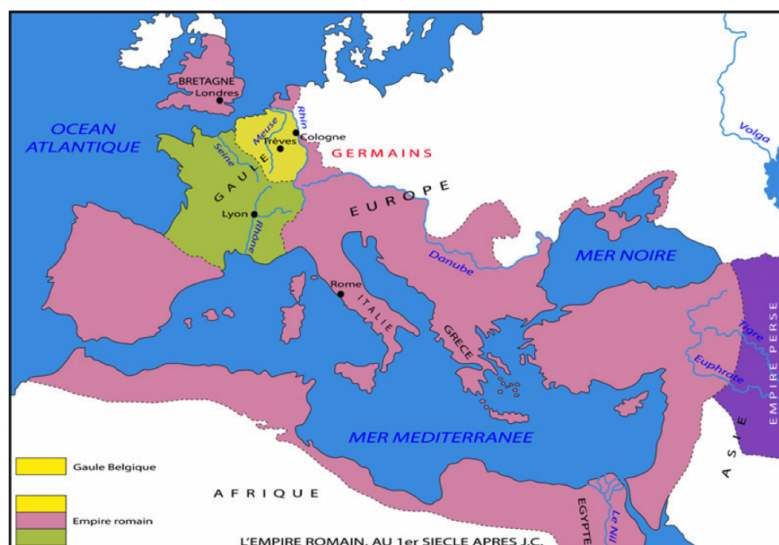 BRETAGNE
Londres
OCEAN
ATLANTIQUE
Meuse
Rhin
Cologne
Trèves
Seine
GAULE
GERMAINS
Volga
EUROPE
Lyon
Rhône
Danube
MER NOIRE
Rome
ITALIE
GRECE
Tigre
Euphrate
EMPIRE PERSE
MER MEDITERRANEE
ASIE
Gaule Belgique
AFRIQUE
EGYPTE
Le Nil
Empire romain
L'EMPIRE ROMAIN, AU 1er SIECLE APRES J.C.